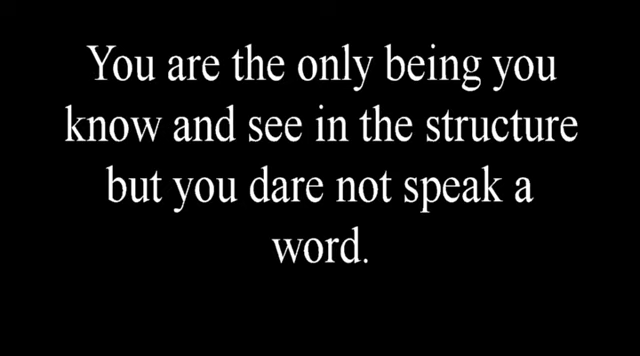 You are the only being you
know and see in the structure
but you dare not speak a
word.